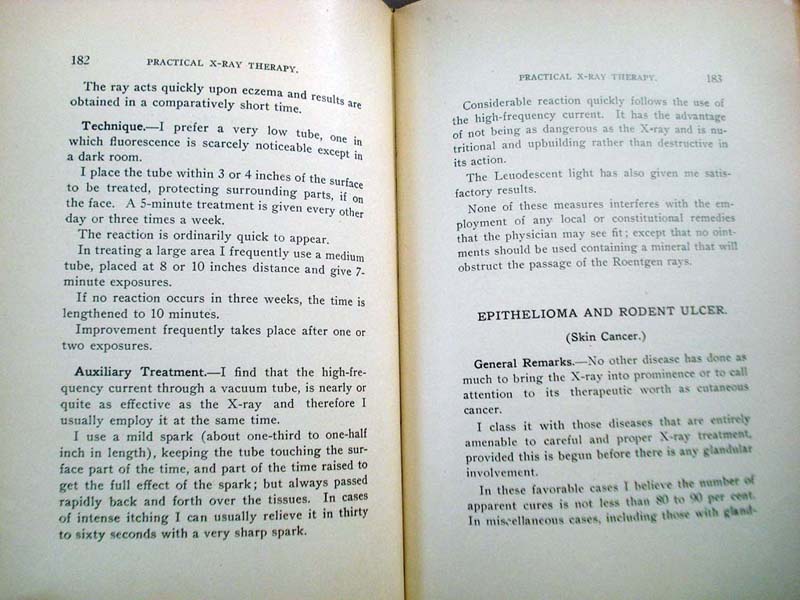 182
PRACTICAL X-RAY THERAPY.
The ray acts quickly upon eczema and results are
obtained in a comparatively short time.
Technique.—I prefer a very low tube, one in
which fluorescence is scarcely noticeable except in
a dark room.
I place the tube within 3 or 4 inches of the surface
to be treated, protecting surrounding parts, if on
the face. A 5-minute treatment is given every other
day or three times a week.
The reaction is ordinarily quick to appear.
In treating a large area I frequently use a medium
tube, placed at 8 or 10 inches distance and give 7-
minute exposures.
If no reaction occurs in three weeks, the time is
lengthened to 10 minutes.
Improvement frequently takes place after one or
two exposures.
Auxiliary Treatment.—I find that the high-fre-
quency current through a vacuum tube, is nearly or
quite as effective as the X-ray and therefore I
usually employ it at the same time.
I use a mild spark (about one-third to one-half
inch in length), keeping the tube touching the sur-
face part of the time, and part of the time raised to
get the full effect of the spark; but always passed
rapidly back and forth over the tissues. In cases
of intense itching I can usually relieve it in thirty
to sixty seconds with a very sharp spark.
PRACTICAL X-RAY THERAPY.
183
Considerable reaction quickly follows the use of
the high-frequency current. It has the advantage
of not being as dangerous as the X-ray and is nu-
tritional and upbuilding rather than destructive in
its action.
The Leuodescent light has also given me satis-
factory results.
None of these measures interferes with the em-
ployment of any local or constitutional remedies
that the physician may see fit; except that no oint-
ments should be used containing a mineral that will
obstruct the passage of the Roentgen rays.
EPITHELIOMA AND RODENT ULCER.
(Skin Cancer.)
General Remarks.—No other disease has done as
much to bring the X-ray into prominence or to call
attention to its therapeutic worth as cutaneous
cancer.
I class it with those diseases that are entirely
amenable to careful and proper X-ray treatment,
provided this is begun before there is any glandular
involvement.
In these favorable cases I believe the number of
apparent cures is not less than 80 to 90 per cent.
In miscellaneous cases, including those with gland-